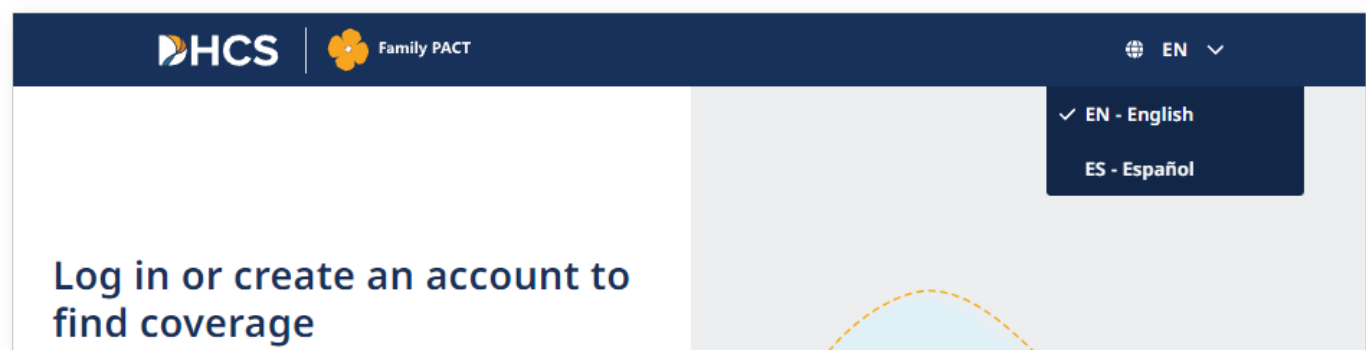 DHCS
Family PACT
EN
EN - English
ES - Español
Log in or create an account to
find coverage